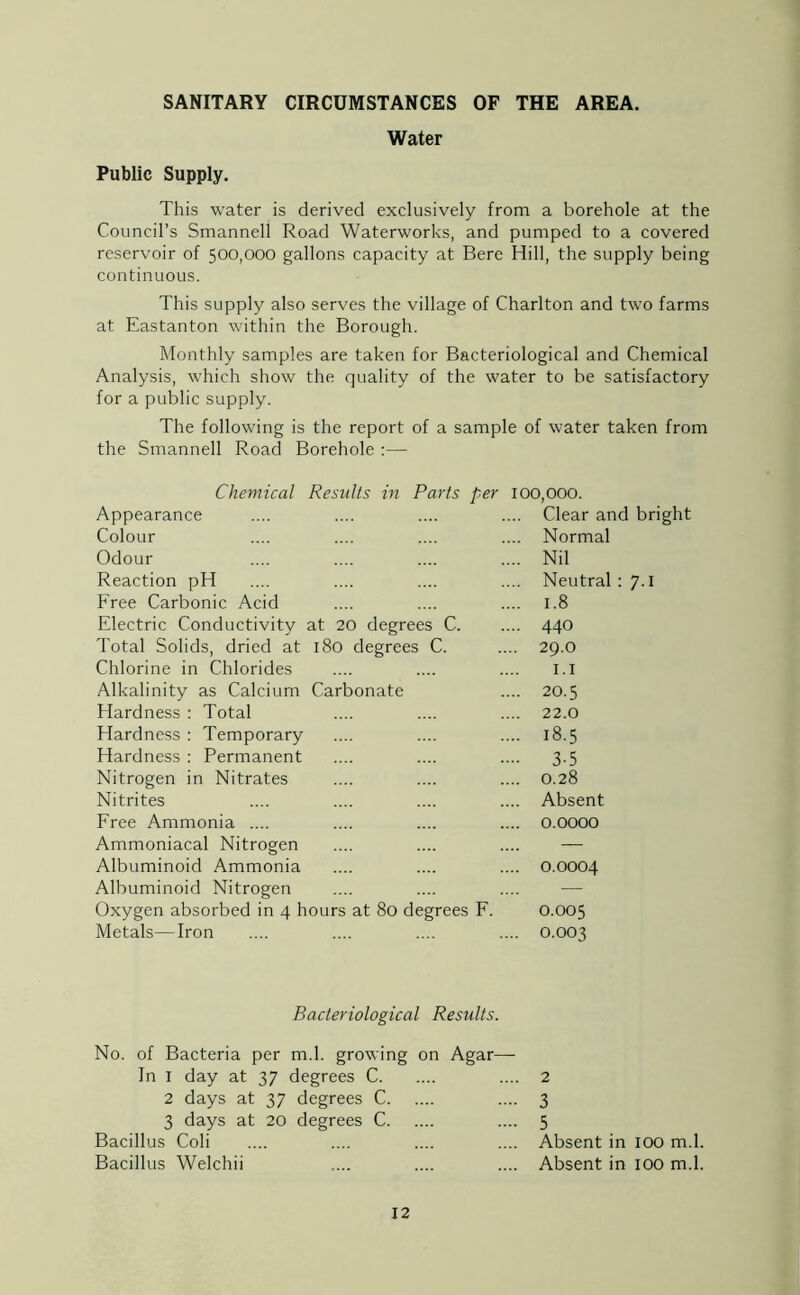 SANITARY CIRCUMSTANCES OF THE AREA.
Water
Public Supply.
This water is derived exclusively from a borehole at the
Council's Smannell Road Waterworks, and pumped to a covered
reservoir of 500,000 gallons capacity at Bere Hill, the supply being
continuous.
This supply also serves the village of Charlton and two farms
at Eastanton within the Borough.
Monthly samples are taken for Bacteriological and Chemical
Analysis, which show the quality of the water to be satisfactory
for a public supply.
The following is the report of a sample of water taken from
the Smannell Road Borehole :—
Chemical Results in Parts per 100,000.
Appearance .... .... .... .... Clear and bright
Colour .... .... .... .... Normal
Odour .... .... .... .... Nil
Reaction pH .... .... .... .... Neutral : 7.1
Free Carbonic Acid .... .... .... 1.8
Electric Conductivity at 20 degrees C. .... 440
Total Solids, dried at 180 degrees C. .... 29.0
Chlorine in Chlorides .... .... .... 1.1
Alkalinity as Calcium Carbonate .... 20.5
Hardness : Total .... .... .... 22.0
Hardness : Temporary .... .... .... 18.5
Hardness : Permanent .... .... .... 3.5
Nitrogen in Nitrates .... .... .... 0.28
Nitrites .... .... .... .... Absent
Free Ammonia .... .... .... .... 0.0000
Ammoniacal Nitrogen .... .... .... —
Albuminoid Ammonia .... .... .... 0.0004
Albuminoid Nitrogen .... .... .... —
Oxygen absorbed in 4 hours at 80 degrees F. 0.005
Metals—Iron .... .... .... .... 0.003
Bacteriological Results.
No. of Bacteria per m.l. growing on Agar—
In 1 day at 37 degrees C. .... .... 2
2 days at 37 degrees C. .... .... 3
3 days at 20 degrees C. .... .... 5
Bacillus Coli .... .... .... .... Absent in 100 m.l.
Bacillus Welchii .... .... .... Absent in 100 m.l.
12